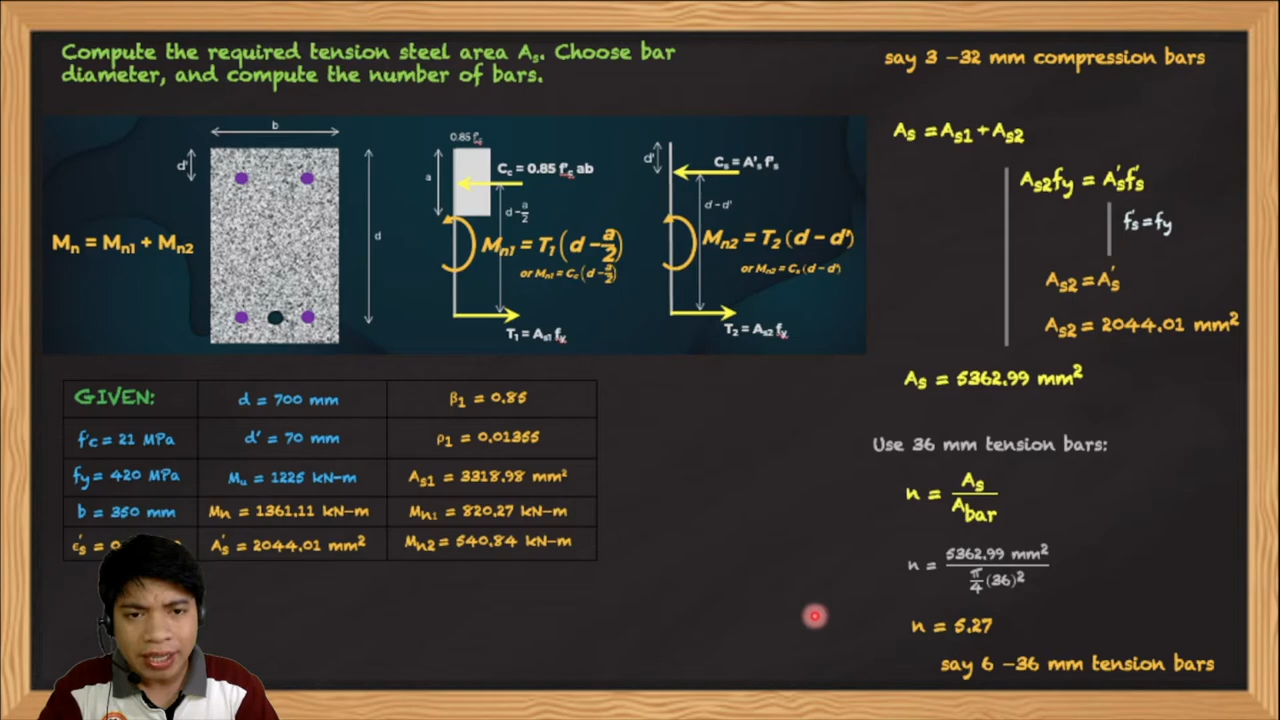 Compute the required tension steel area Aₛ. Choose bar
diameter, and compute the number of bars.
say 3 -32 mm compression bars
b
d'
d
Mn = Mn1 + Mn2
0.85 f'c
a
Cc = 0.85 f'c ab
d - a/2
Mn1 = T1 (d - a/2)
or Mn1 = Cc (d - a/2)
T1 = As1 fy
d'
Cs = A's f's
d - d'
Mn2 = T2 (d - d')
or Mn2 = Cs (d - d')
T2 = As2 fy
As = As1 + As2
As2fy = A's f's
f's = fy
As2 = A's
As2 = 2044.01 mm²
As = 5362.99 mm²
GIVEN: d = 700 mm β1 = 0.85
f'c = 21 MPa d' = 70 mm ρ1 = 0.01355
fy = 420 MPa Mu = 1225 kN-m As1 = 3318.98 mm²
b = 350 mm Mn = 1361.11 kN-m Mn1 = 820.27 kN-m
ε's = A's = 2044.01 mm² Mn2 = 540.84 kN-m
Use 36 mm tension bars:
n = As/Abar
n = 5362.99 mm² / π/4 (36)²
n = 5.27
say 6 -36 mm tension bars